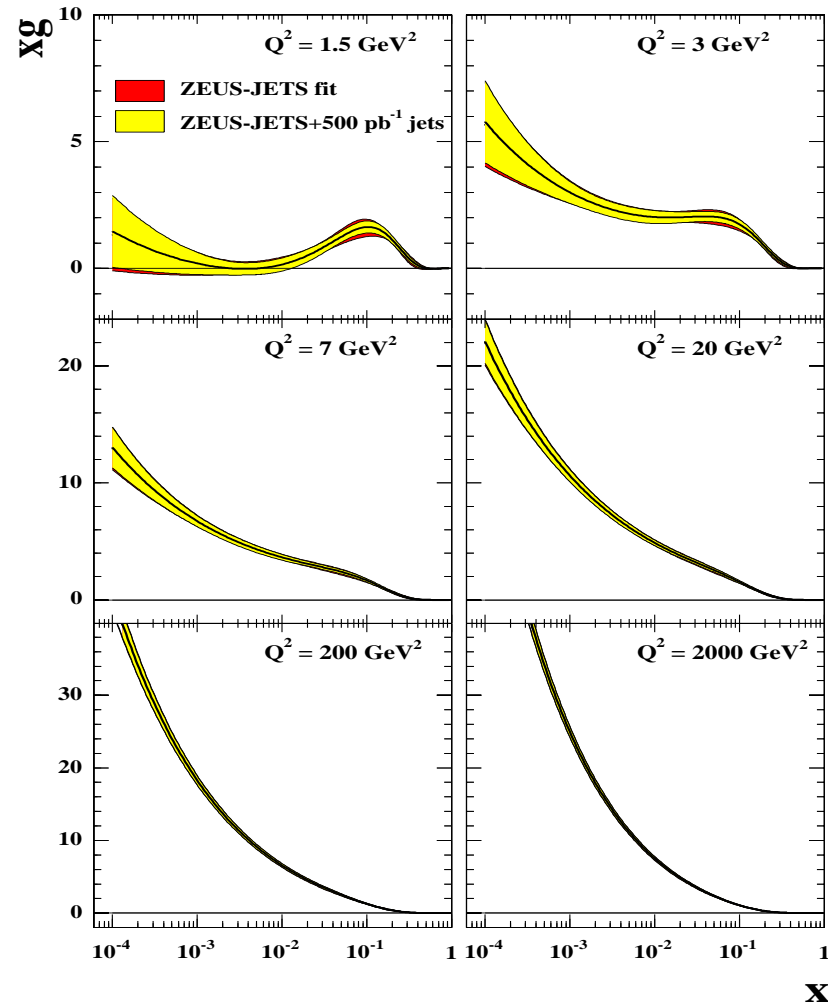 xg
10
5
0
Q² = 1.5 GeV²
ZEUS-JETS fit
ZEUS-JETS+500 pb⁻¹ jets
Q² = 3 GeV²
20
10
0
Q² = 7 GeV²
Q² = 20 GeV²
30
20
10
0
Q² = 200 GeV²
Q² = 2000 GeV²
10⁻⁴ 10⁻³ 10⁻² 10⁻¹ 1 10⁻⁴ 10⁻³ 10⁻² 10⁻¹ 1
x